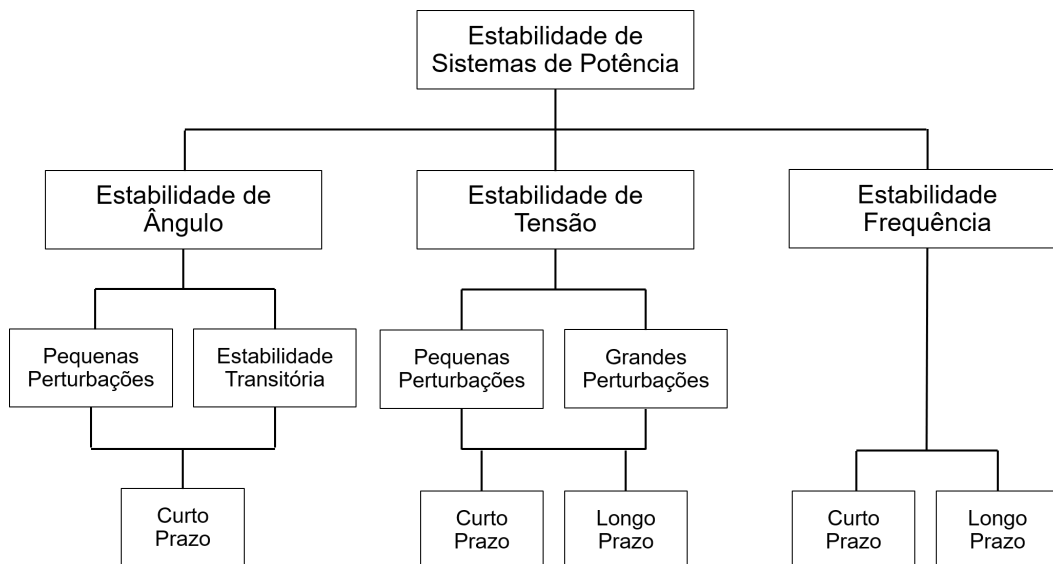 Estabilidade de
Sistemas de Potência
Estabilidade de
Ângulo
Estabilidade de
Tensão
Estabilidade
Frequência
Pequenas
Perturbações
Estabilidade
Transitória
Pequenas
Perturbações
Grandes
Perturbações
Curto
Prazo
Curto
Prazo
Longo
Prazo
Curto
Prazo
Longo
Prazo